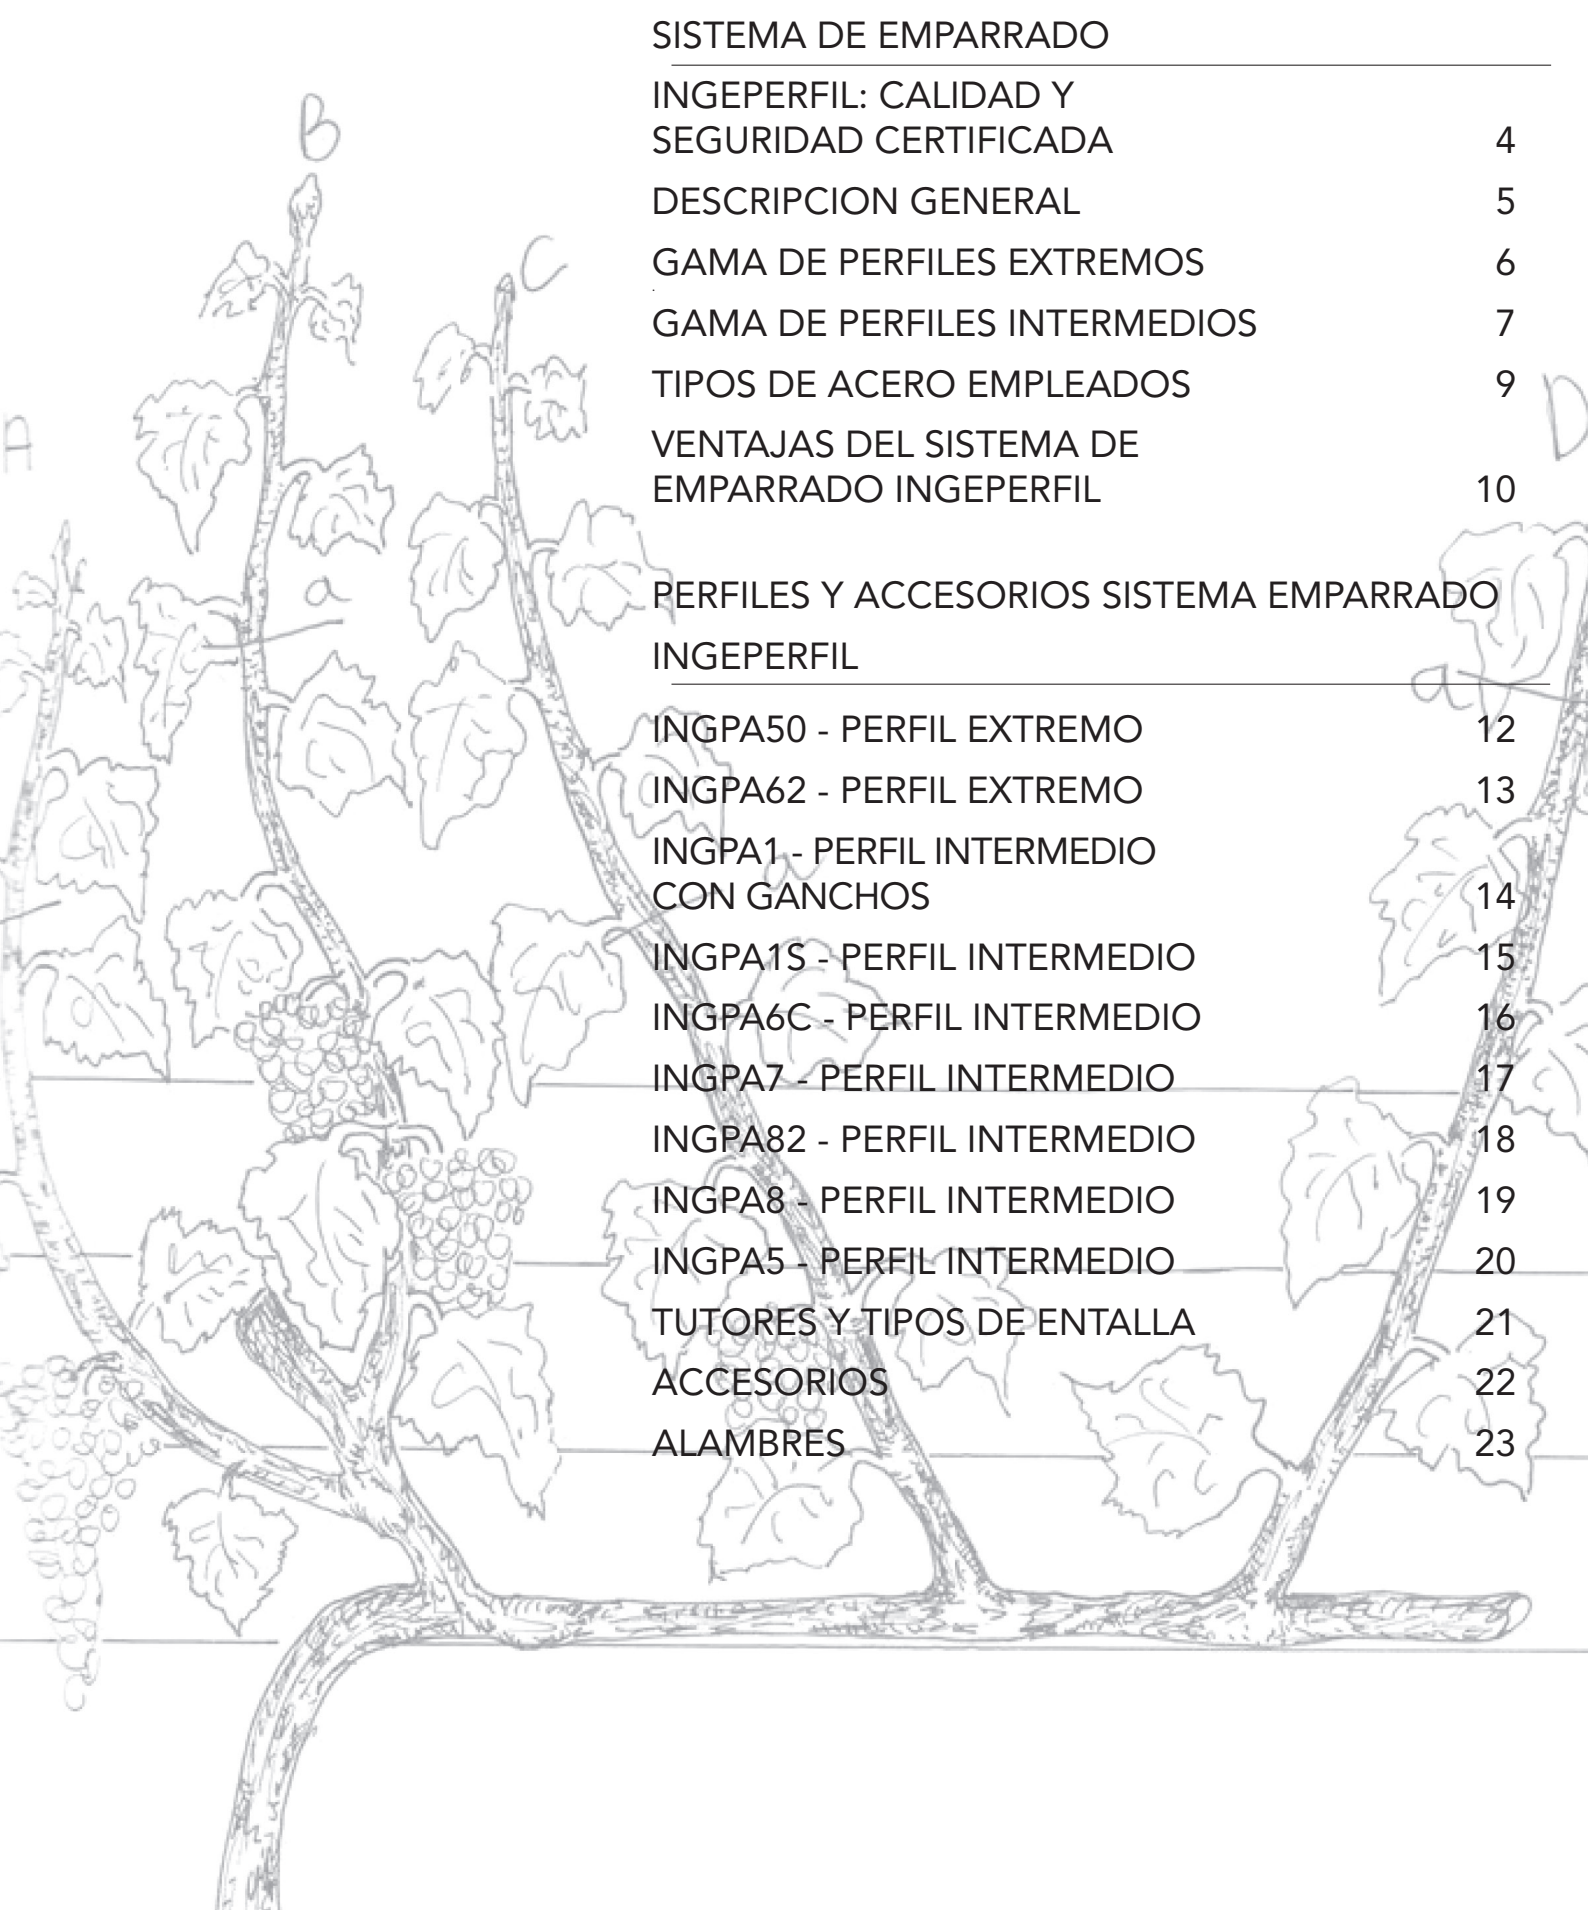 SISTEMA DE EMPARRADO
INGEPERFIL: CALIDAD Y
SEGURIDAD CERTIFICADA 4
DESCRIPCION GENERAL 5
GAMA DE PERFILES EXTREMOS 6
GAMA DE PERFILES INTERMEDIOS 7
TIPOS DE ACERO EMPLEADOS 9
VENTAJAS DEL SISTEMA DE
EMPARRADO INGEPERFIL 10
PERFILES Y ACCESORIOS SISTEMA EMPARRADO
INGEPERFIL
INGPA50 - PERFIL EXTREMO 12
INGPA62 - PERFIL EXTREMO 13
INGPA1 - PERFIL INTERMEDIO
CON GANCHOS 14
INGPA1S - PERFIL INTERMEDIO 15
INGPA6C - PERFIL INTERMEDIO 16
INGPA7 - PERFIL INTERMEDIO 17
INGPA82 - PERFIL INTERMEDIO 18
INGPA8 - PERFIL INTERMEDIO 19
INGPA5 - PERFIL INTERMEDIO 20
TUTORES Y TIPOS DE ENTALLA 21
ACCESORIOS 22
ALAMBRES 23
A
B
C
D
a
a
a